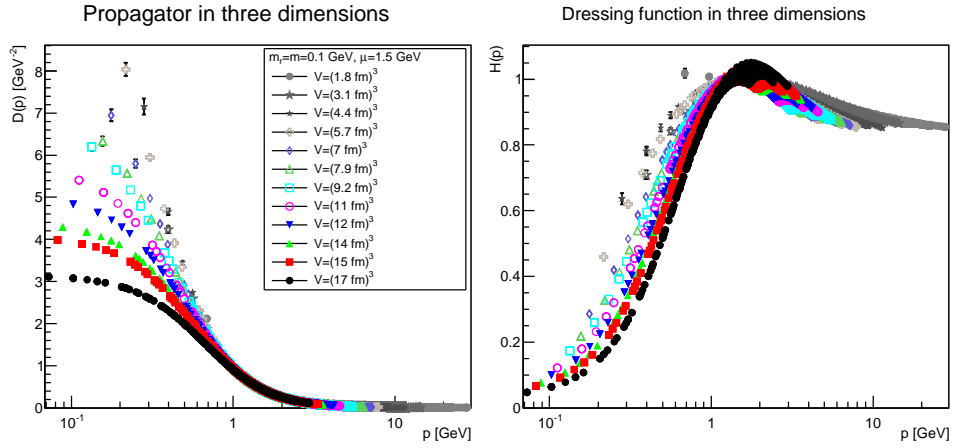 Propagator in three dimensions
D(p) [GeV⁻²]
8
7
6
5
4
3
2
1
0
mᵣ=m=0.1 GeV, μ=1.5 GeV
V=(1.8 fm)³
V=(3.1 fm)³
V=(4.4 fm)³
V=(5.7 fm)³
V=(7 fm)³
V=(7.9 fm)³
V=(9.2 fm)³
V=(11 fm)³
V=(12 fm)³
V=(14 fm)³
V=(15 fm)³
V=(17 fm)³
10⁻¹ 1 10
p [GeV]
Dressing function in three dimensions
H(p)
1
0.8
0.6
0.4
0.2
0
10⁻¹ 1 10
p [GeV]